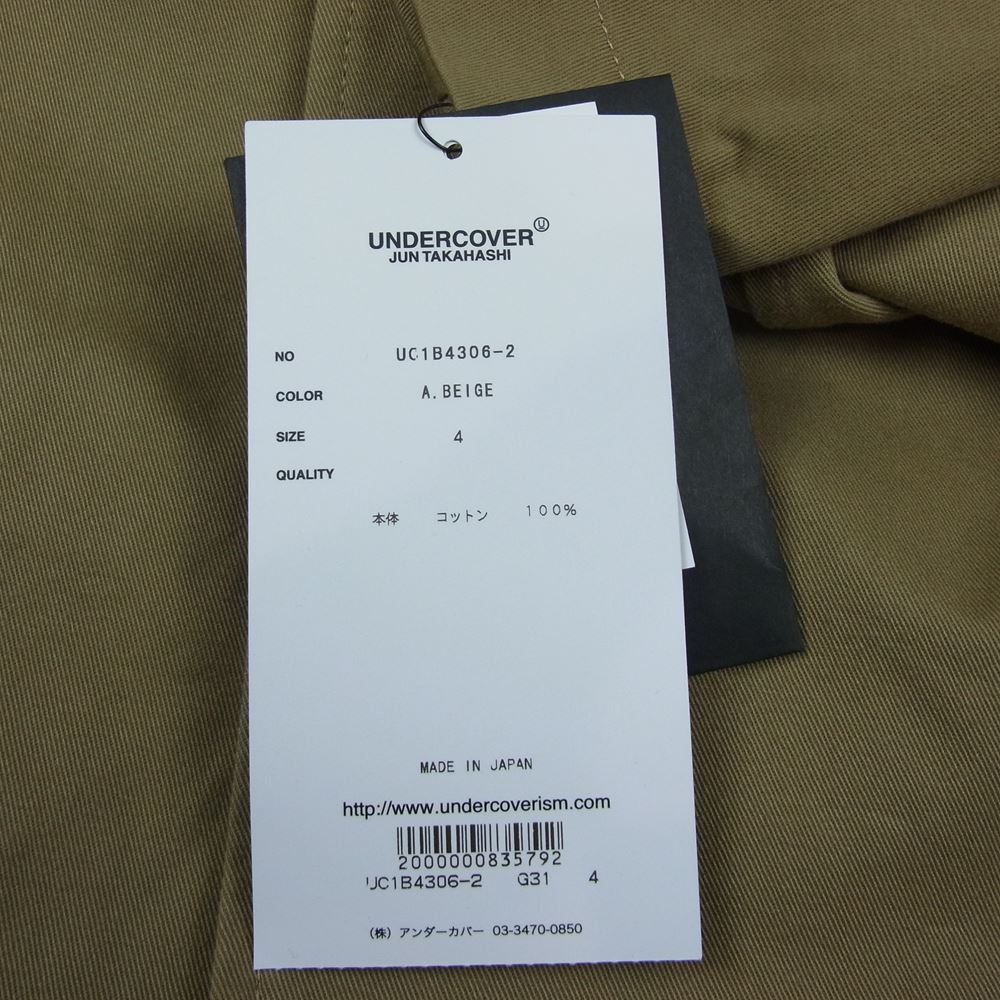 UNDERCOVER Ⓤ
JUN TAKAHASHI
NO UC1B4306-2
COLOR A.BEIGE
SIZE 4
QUALITY
本体 コットン 100%
MADE IN JAPAN
http://www.undercoverism.com
2000000835792
UC1B4306-2 G31 4
(株) アンダーカバー 03-3470-0850